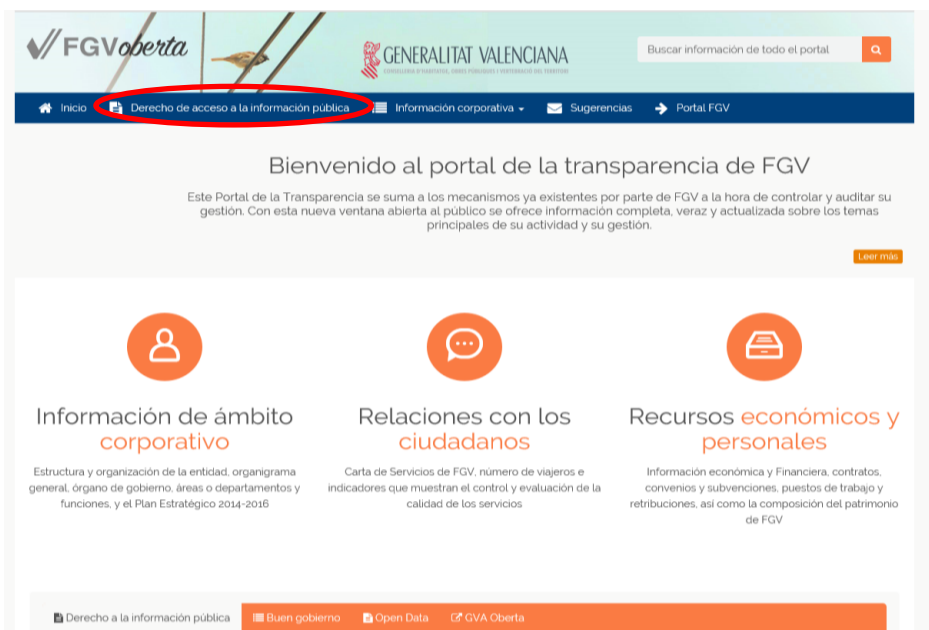 FGVoberta
GENERALITAT VALENCIANA
Buscar información de todo el portal
Inicio
Derecho de acceso a la información pública
Información corporativa
Sugerencias
Portal FGV
Bienvenido al portal de la transparencia de FGV
Este Portal de la Transparencia se suma a los mecanismos ya existentes por parte de FGV a la hora de controlar y auditar su
gestión. Con esta nueva ventana abierta al público se ofrece información completa, veraz y actualizada sobre los temas
principales de su actividad y su gestión.
Leer más
Información de ámbito
corporativo
Estructura y organización de la entidad, organigrama
general, órgano de gobierno, áreas o departamentos y
funciones, y el Plan Estratégico 2014-2016
Relaciones con los
ciudadanos
Carta de Servicios de FGV, número de viajeros e
indicadores que muestran el control y evaluación de la
calidad de los servicios
Recursos económicos y
personales
Información económica y Financiera, contratos,
convenios y subvenciones, puestos de trabajo y
retribuciones, así como la composición del patrimonio
de FGV
Derecho a la información pública
Buen gobierno
Open Data
GVA Oberta